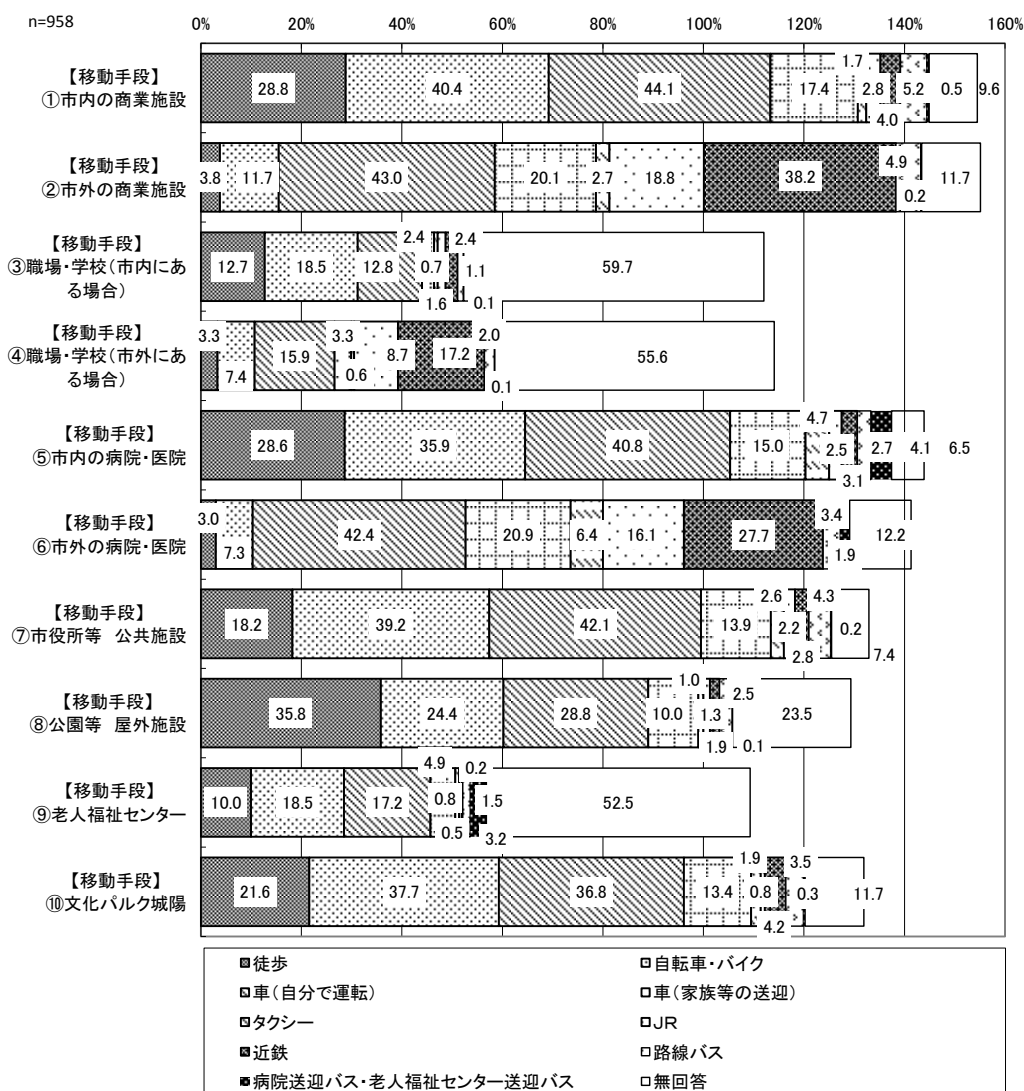 n=958
0% 20% 40% 60% 80% 100% 120% 140% 160%
【移動手段】
①市内の商業施設
28.8 40.4 44.1 17.4 1.7 2.8 4.0 5.2 0.5 9.6
【移動手段】
②市外の商業施設
3.8 11.7 43.0 20.1 2.7 18.8 38.2 4.9 0.2 11.7
【移動手段】
③職場・学校(市内にあ
る場合)
12.7 18.5 12.8 2.4 0.7 1.6 2.4 1.1 0.1 59.7
【移動手段】
④職場・学校(市外にあ
る場合)
3.3 7.4 15.9 3.3 0.6 8.7 17.2 2.0 0.1 55.6
【移動手段】
⑤市内の病院・医院
28.6 35.9 40.8 15.0 4.7 2.5 3.1 2.7 4.1 6.5
【移動手段】
⑥市外の病院・医院
3.0 7.3 42.4 20.9 6.4 16.1 27.7 3.4 1.9 12.2
【移動手段】
⑦市役所等 公共施設
18.2 39.2 42.1 13.9 2.6 2.2 2.8 4.3 0.2 7.4
【移動手段】
⑧公園等 屋外施設
35.8 24.4 28.8 10.0 1.0 1.3 1.9 2.5 0.1 23.5
【移動手段】
⑨老人福祉センター
10.0 18.5 17.2 4.9 0.8 0.5 0.2 1.5 3.2 52.5
【移動手段】
⑩文化パルク城陽
21.6 37.7 36.8 13.4 1.9 0.8 4.2 3.5 0.3 11.7
徒歩 自転車・バイク
車(自分で運転) 車(家族等の送迎)
タクシー JR
近鉄 路線バス
病院送迎バス・老人福祉センター送迎バス 無回答